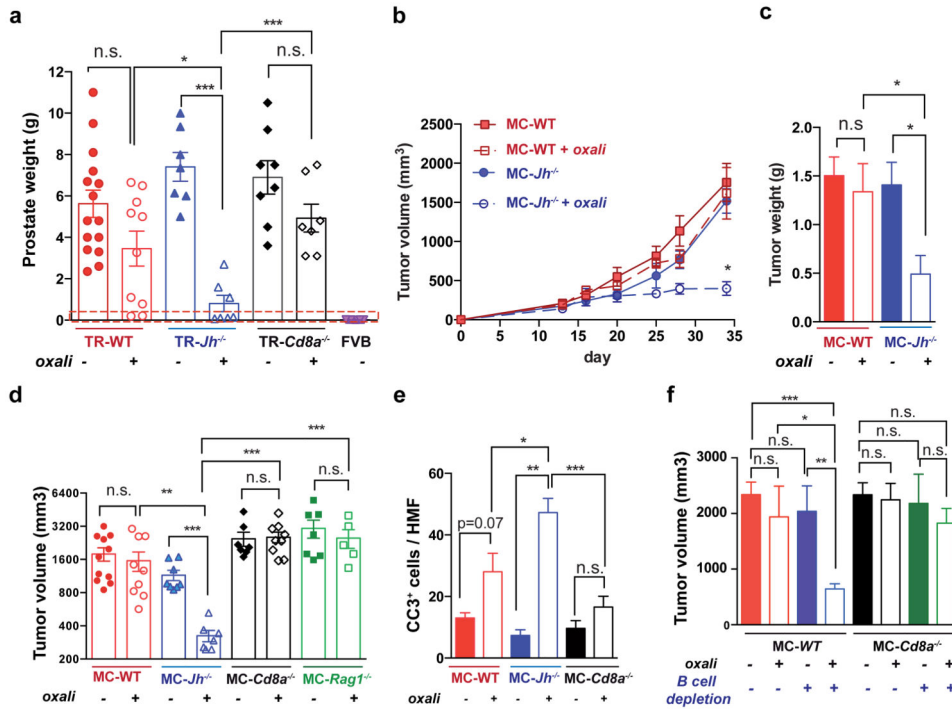 a
n.s.
*
***
***
n.s.
Prostate weight (g)
12
10
8
6
4
2
0
TR-WT
TR-Jh-/-
TR-Cd8a-/-
FVB
oxali
- + - + - + -
b
Tumor volume (mm3)
2500
2000
1500
1000
500
0
MC-WT
MC-WT + oxali
MC-Jh-/-
MC-Jh-/- + oxali
*
0 5 10 15 20 25 30 35
day
c
n.s
*
*
Tumor weight (g)
2.0
1.5
1.0
0.5
0.0
MC-WT
MC-Jh-/-
oxali
- + - +
d
n.s.
**
***
***
***
n.s.
n.s.
Tumor volume (mm3)
6400
3200
1600
800
400
200
MC-WT
MC-Jh-/-
MC-Cd8a-/-
MC-Rag1-/-
oxali
- + - + - + - +
e
p=0.07
*
**
***
n.s.
CC3+ cells / HMF
60
40
20
0
MC-WT
MC-Jh-/-
MC-Cd8a-/-
oxali
- + - + - +
f
***
*
n.s.
n.s.
**
n.s.
n.s.
n.s.
n.s.
Tumor volume (mm3)
3000
2000
1000
0
MC-WT
MC-Cd8a-/-
oxali
- + - + - + - +
B cell
depletion
- - + + - - + +